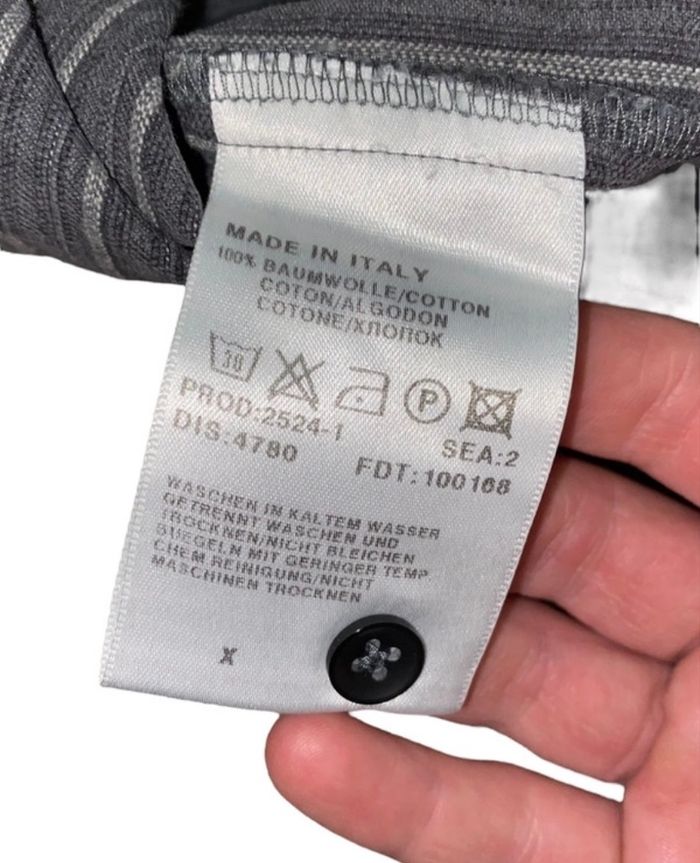 MADE IN ITALY
100% BAUMWOLLE/COTTON
COTON/ALGODON
COTONE/ХЛОПОК
30
P
PROD:2524-1
SEA:2
DIS:4780
FDT:100168
WASCHEN IN KALTEM WASSER
GETRENNT WASCHEN UND
TROCKNEN/NICHT BLEICHEN
BUEGELN MIT GERINGER TEMP
CHEM REINIGUNG/NICHT
MASCHINEN TROCKNEN
X